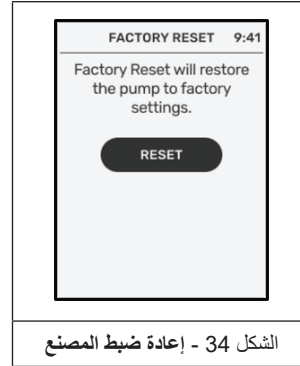 FACTORY RESET 9:41
Factory Reset will restore
the pump to factory
settings.
RESET
الشكل 34 - إعادة ضبط المصنع